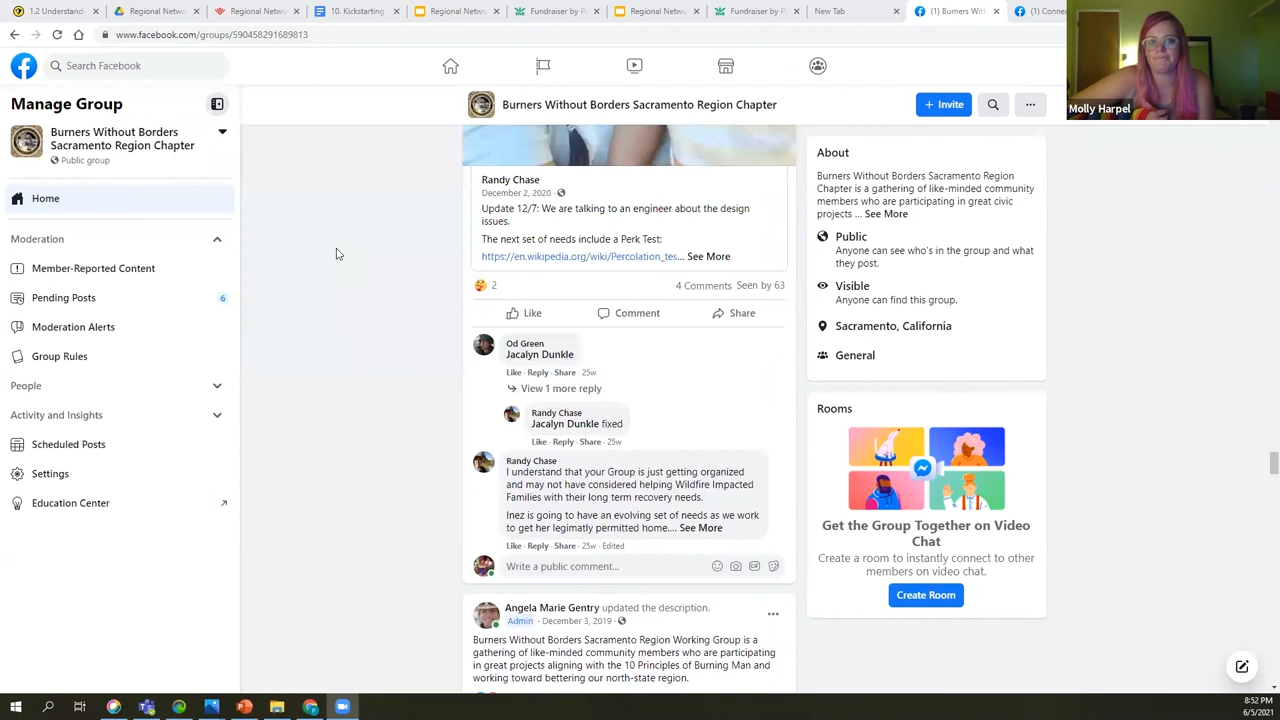 1.2 Understandi
Regional Netwo
Regional Netwo
10. Kickstarting
Regional Netwo
Fundraiser by P
Regional Netwo
Fundraiser by P
New Tab
(1) Burners With
(1) Connec
www.facebook.com/groups/590458291689813
Search Facebook
Molly Harpel
Manage Group
Burners Without Borders
Sacramento Region Chapter
Public group
Home
Moderation
Member-Reported Content
Pending Posts 6
Moderation Alerts
Group Rules
People
Activity and Insights
Scheduled Posts
Settings
Education Center
Burners Without Borders Sacramento Region Chapter
+ Invite
Randy Chase
December 2, 2020 ·
Update 12/7: We are talking to an engineer about the design
issues.
The next set of needs include a Perk Test:
https://en.wikipedia.org/wiki/Percolation_tes... See More
2
4 Comments Seen by 63
Like Comment Share
Od Green
Jacalyn Dunkle
Like · Reply · Share · 25w
View 1 more reply
Randy Chase
Jacalyn Dunkle fixed
Like · Reply · Share · 25w
Randy Chase
I understand that your Group is just getting organized
and may not have considered helping Wildfire Impacted
Families with their long term recovery needs.
Inez is going to have an evolving set of needs as we work
to get her legimatly permitted home.... See More
Like · Reply · Share · 25w · Edited
Write a public comment...
Angela Marie Gentry updated the description.
Admin · December 3, 2019 ·
Burners Without Borders Sacramento Region Working Group is a
gathering of like-minded community members who are participating
in great projects aligning with the 10 Principles of Burning Man and
working toward bettering our north-state region.
About
Burners Without Borders Sacramento Region
Chapter is a gathering of like-minded community
members who are participating in great civic
projects ... See More
Public
Anyone can see who's in the group and what
they post.
Visible
Anyone can find this group.
Sacramento, California
General
Rooms
Get the Group Together on Video
Chat
Create a room to instantly connect to other
members on video chat.
Create Room
8:52 PM
6/5/2021